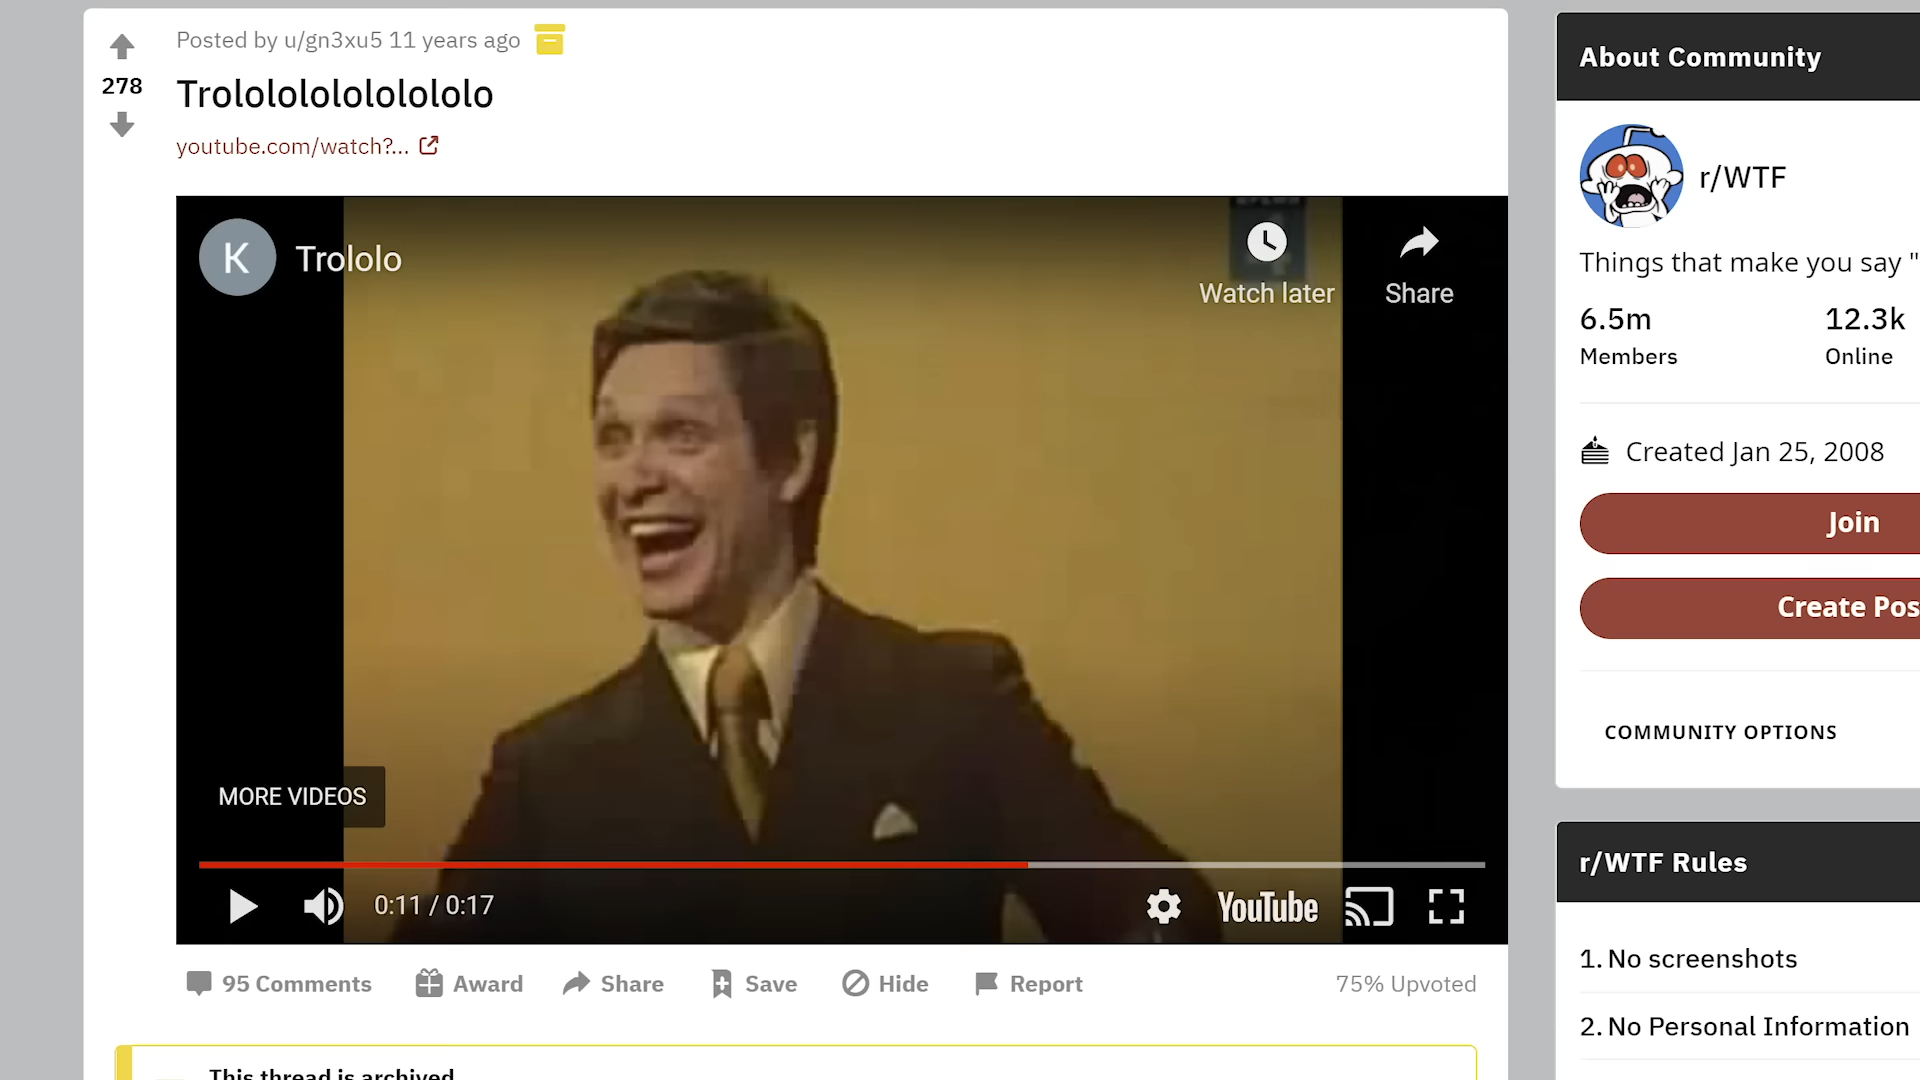 Posted by u/gn3xu5 11 years ago
278
Trolololololololololo
youtube.com/watch?...
K
Trololo
Watch later
Share
MORE VIDEOS
0:11 / 0:17
YouTube
95 Comments
Award
Share
Save
Hide
Report
75% Upvoted
This thread is archived
About Community
r/WTF
Things that make you say "
6.5m
12.3k
Members
Online
Created Jan 25, 2008
Join
Create Pos
COMMUNITY OPTIONS
r/WTF Rules
1. No screenshots
2. No Personal Information